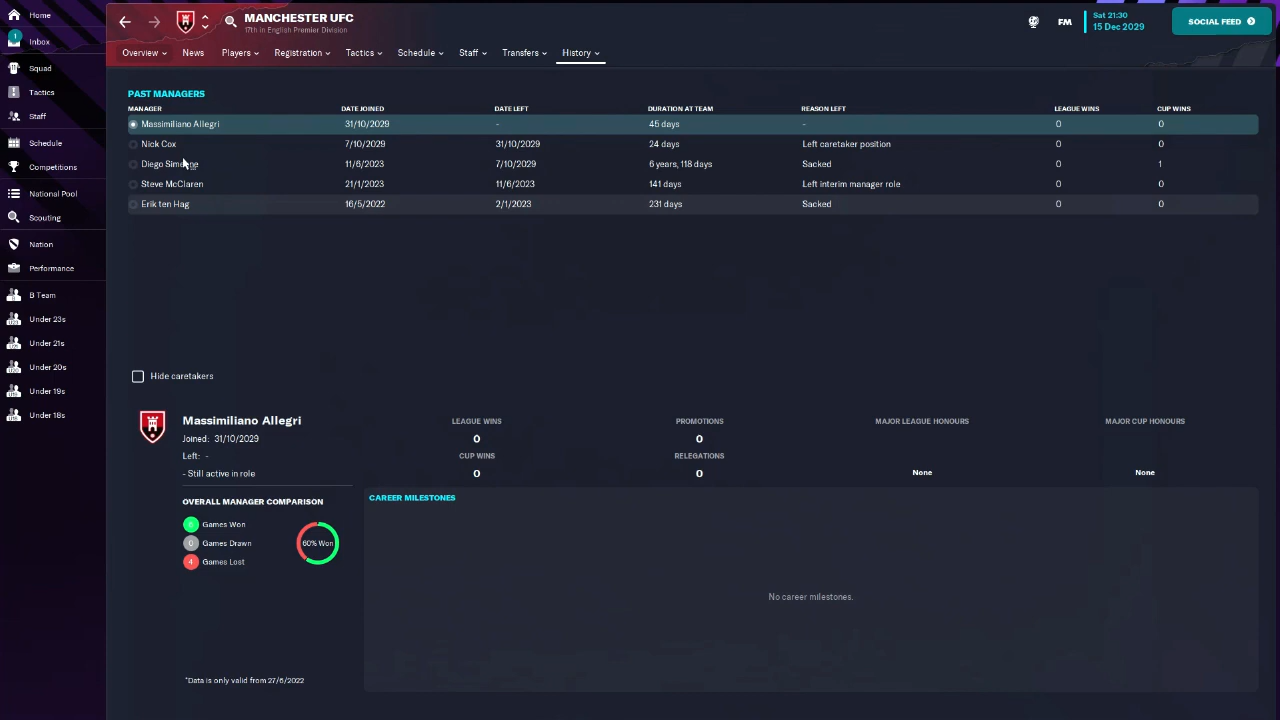 Home
Inbox
1
Squad
Tactics
Staff
Schedule
Competitions
National Pool
Scouting
Nation
Performance
B Team
Under 23s
Under 21s
Under 20s
Under 19s
Under 18s
MANCHESTER UFC
17th in English Premier Division
FM
Sat 21:30
15 Dec 2029
SOCIAL FEED
Overview News Players Registration Tactics Schedule Staff Transfers History
PAST MANAGERS
MANAGER DATE JOINED DATE LEFT DURATION AT TEAM REASON LEFT LEAGUE WINS CUP WINS
Massimiliano Allegri 31/10/2029 - 45 days - 0 0
Nick Cox 7/10/2029 31/10/2029 24 days Left caretaker position 0 0
Diego Simeone 11/6/2023 7/10/2029 6 years, 118 days Sacked 0 1
Steve McClaren 21/1/2023 11/6/2023 141 days Left interim manager role 0 0
Erik ten Hag 16/5/2022 2/1/2023 231 days Sacked 0 0
Hide caretakers
Massimiliano Allegri
Joined: 31/10/2029
Left: -
- Still active in role
LEAGUE WINS PROMOTIONS MAJOR LEAGUE HONOURS MAJOR CUP HONOURS
0 0
CUP WINS RELEGATIONS
0 0 None None
OVERALL MANAGER COMPARISON
6 Games Won
0 Games Drawn
4 Games Lost
60% Won
CAREER MILESTONES
No career milestones.
*Data is only valid from 27/6/2022